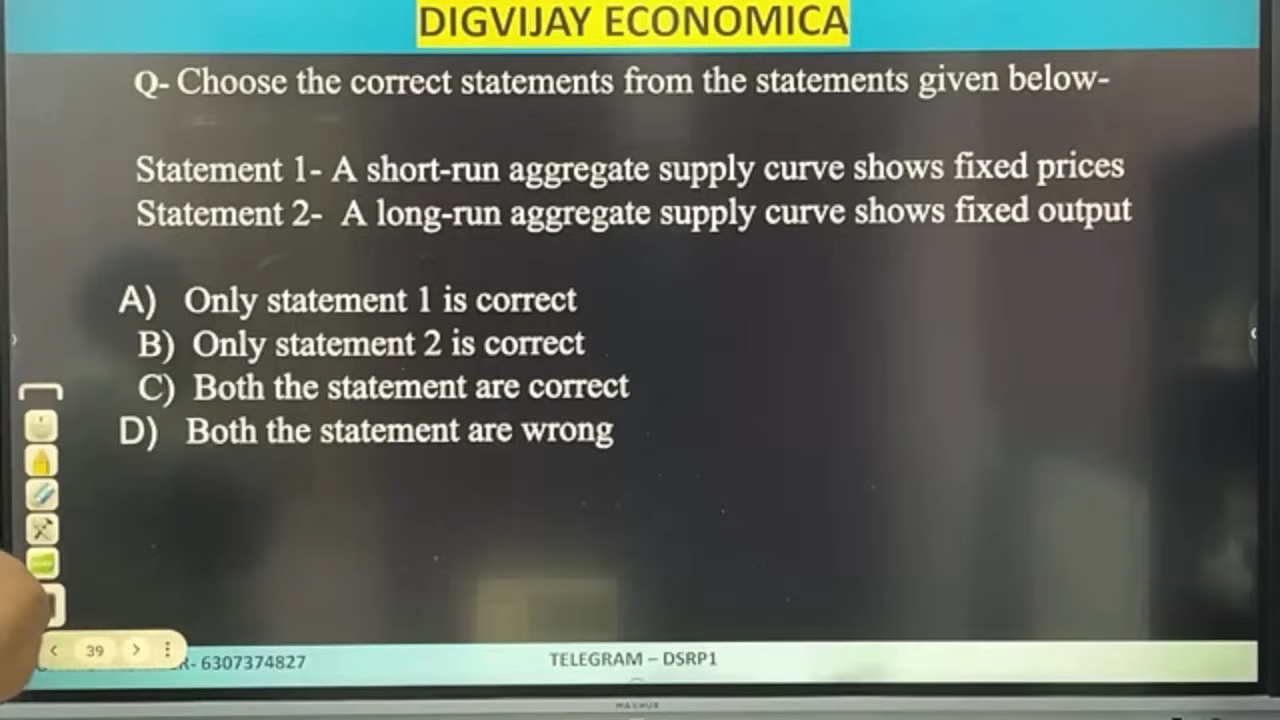 DIGVIJAY ECONOMICA
Q- Choose the correct statements from the statements given below-
Statement 1- A short-run aggregate supply curve shows fixed prices
Statement 2- A long-run aggregate supply curve shows fixed output
A) Only statement 1 is correct
B) Only statement 2 is correct
C) Both the statement are correct
D) Both the statement are wrong
39
R- 6307374827
TELEGRAM – DSRP1
MAXHUB